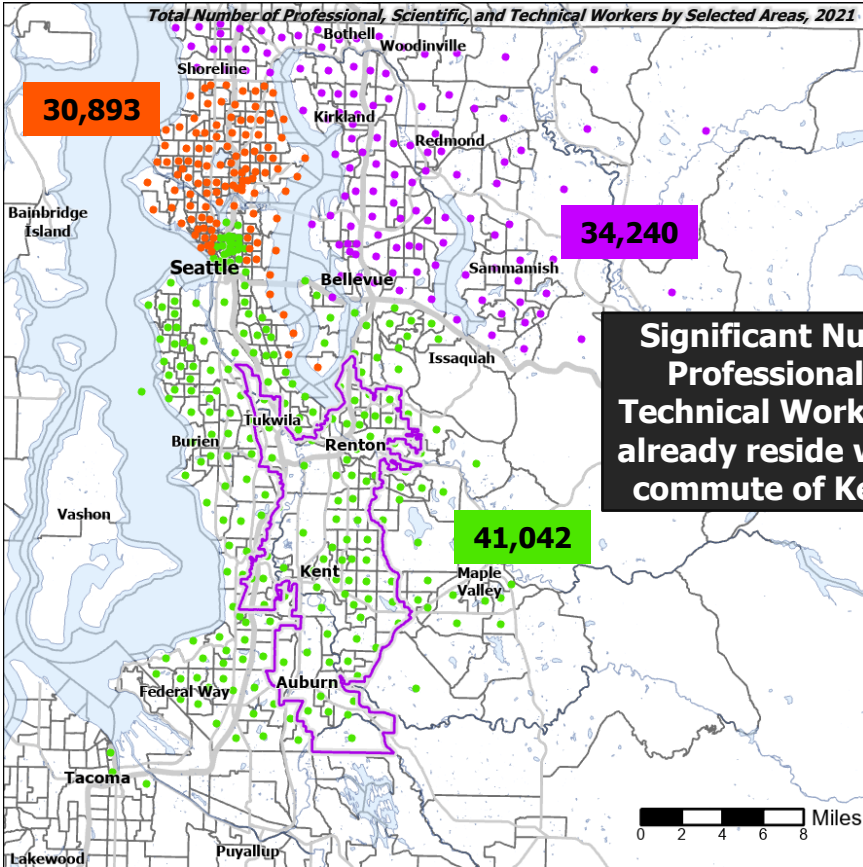 Total Number of Professional, Scientific, and Technical Workers by Selected Areas, 2021
Bothell
Woodinville
Shoreline
30,893
Kirkland
Redmond
Bainbridge
Island
34,240
Seattle
Sammamish
Bellevue
Significant Nu
Professional
Technical Work
already reside w
commute of Ke
Issaquah
Tukwila
Burien
Renton
Vashon
41,042
Kent
Maple
Valley
Auburn
Federal Way
Tacoma
Miles
0 2 4 6 8
Puyallup
Lakewood